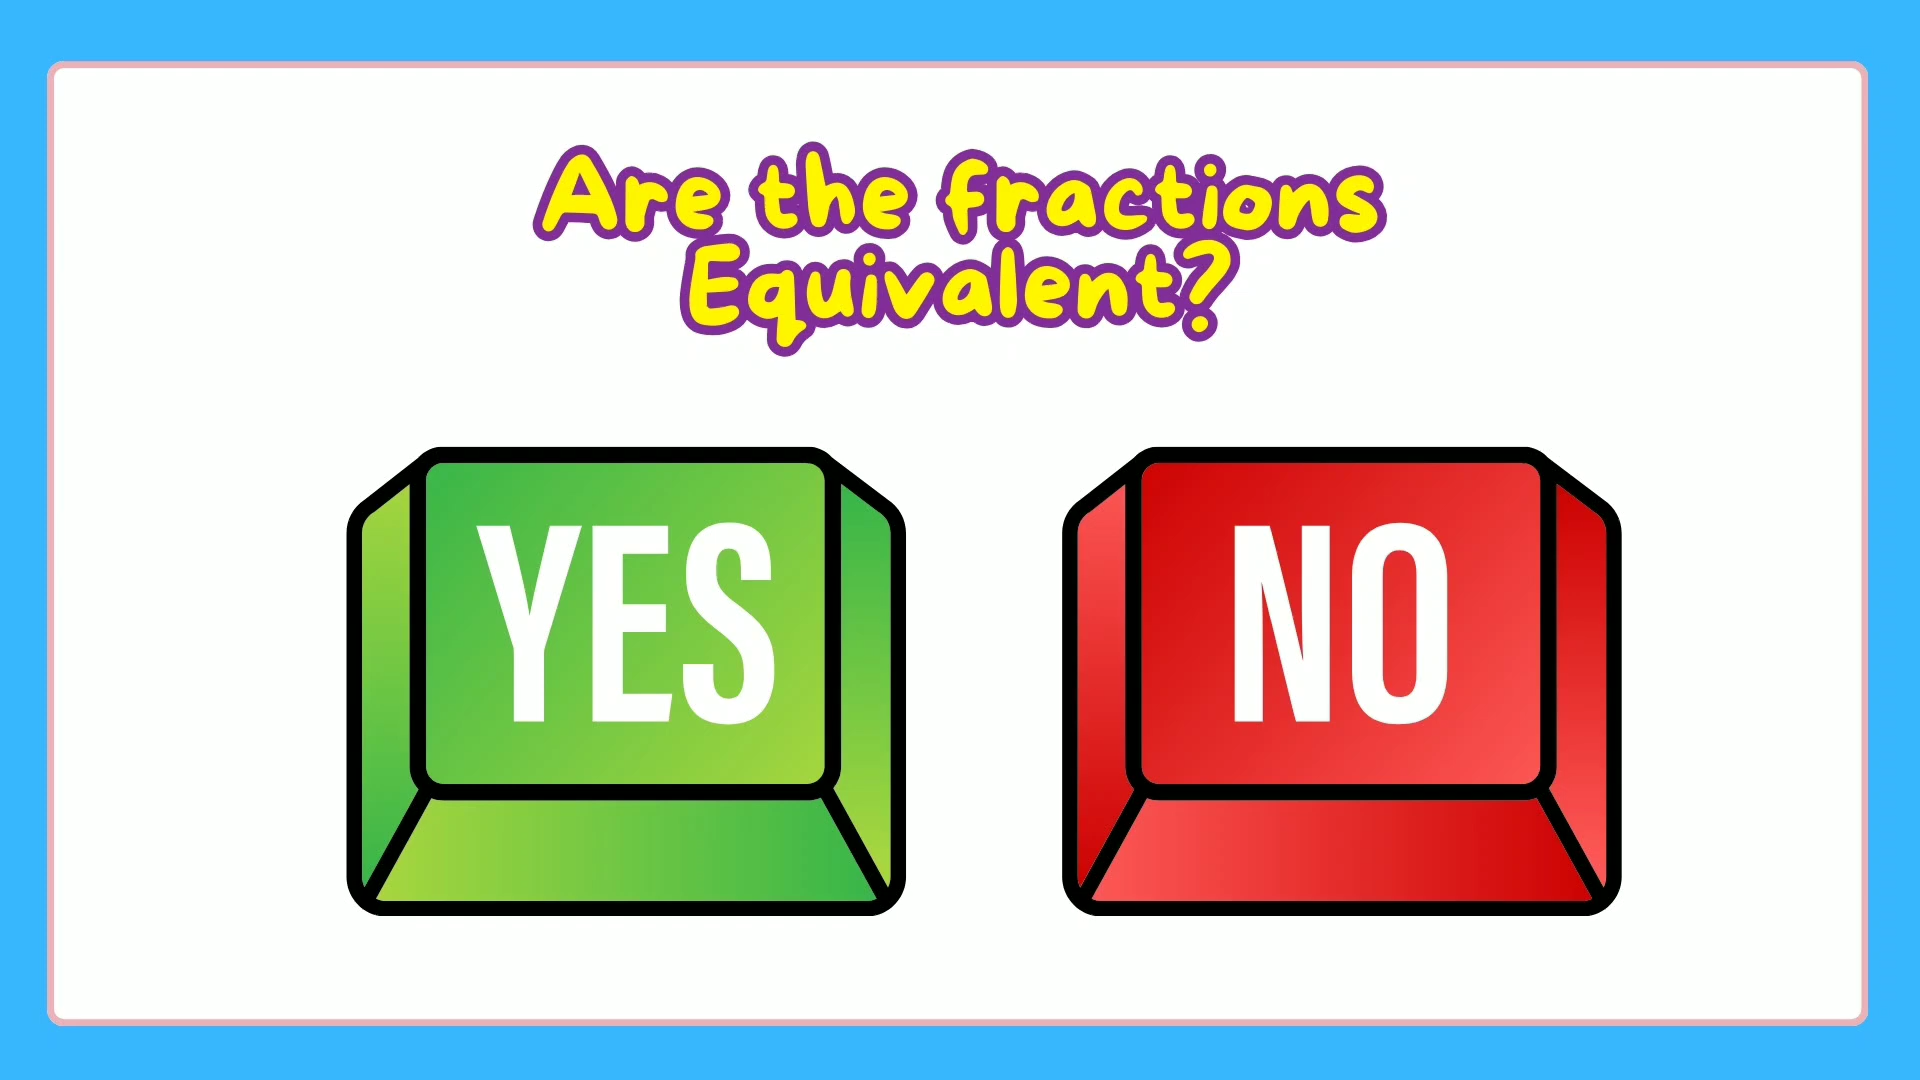 Are the fractions
Equivalent?
YES NO